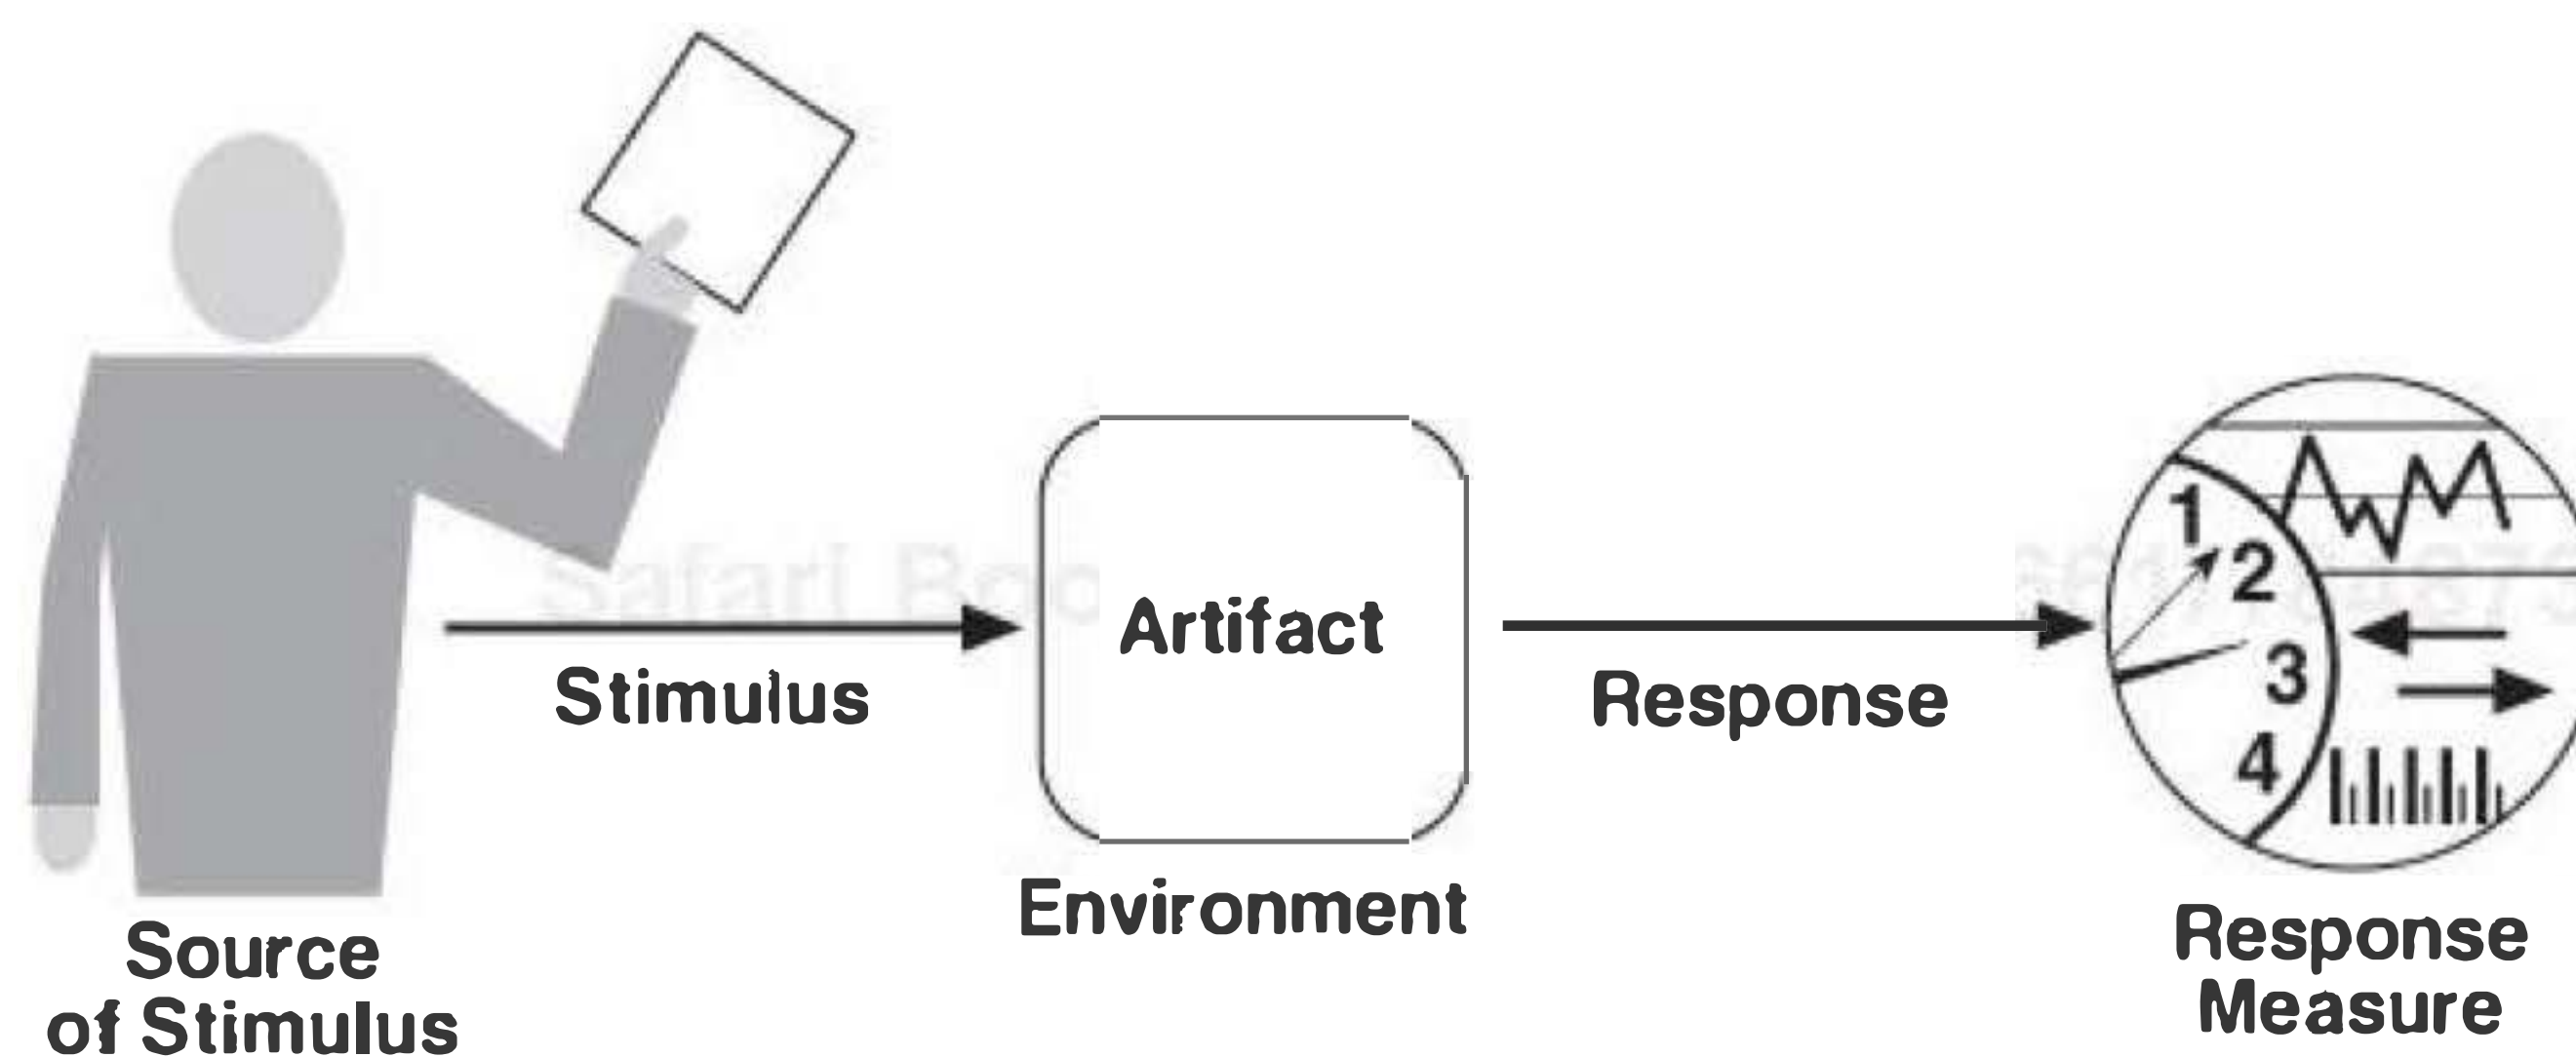 1
2
3
4
Artifact
Stimulus
Response
Environment
Source
of Stimulus
Response
Measure